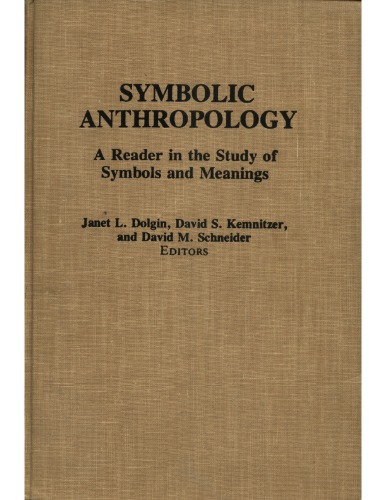 SYMBOLIC
ANTHROPOLOGY
A Reader in the Study of
Symbols and Meanings
Janet L. Dolgin, David S. Kemnitzer,
and David M. Schneider
EDITORS